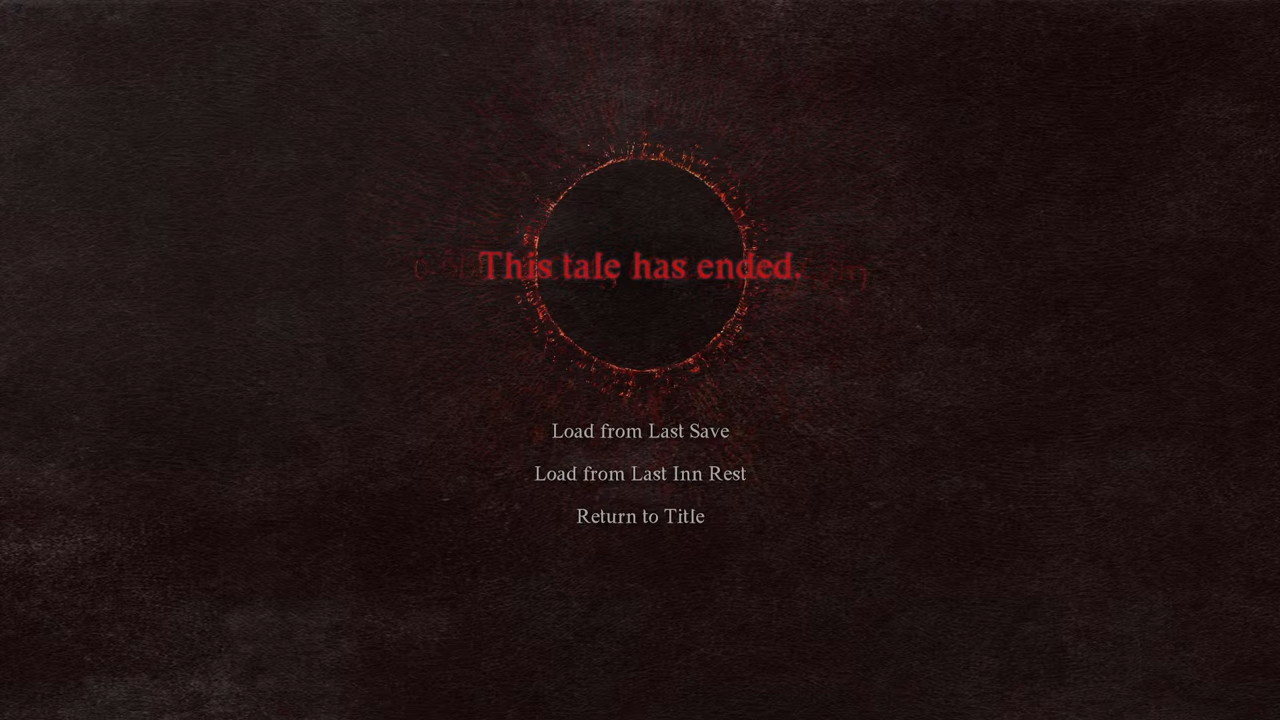 This tale has ended.
Load from Last Save
Load from Last Inn Rest
Return to Title